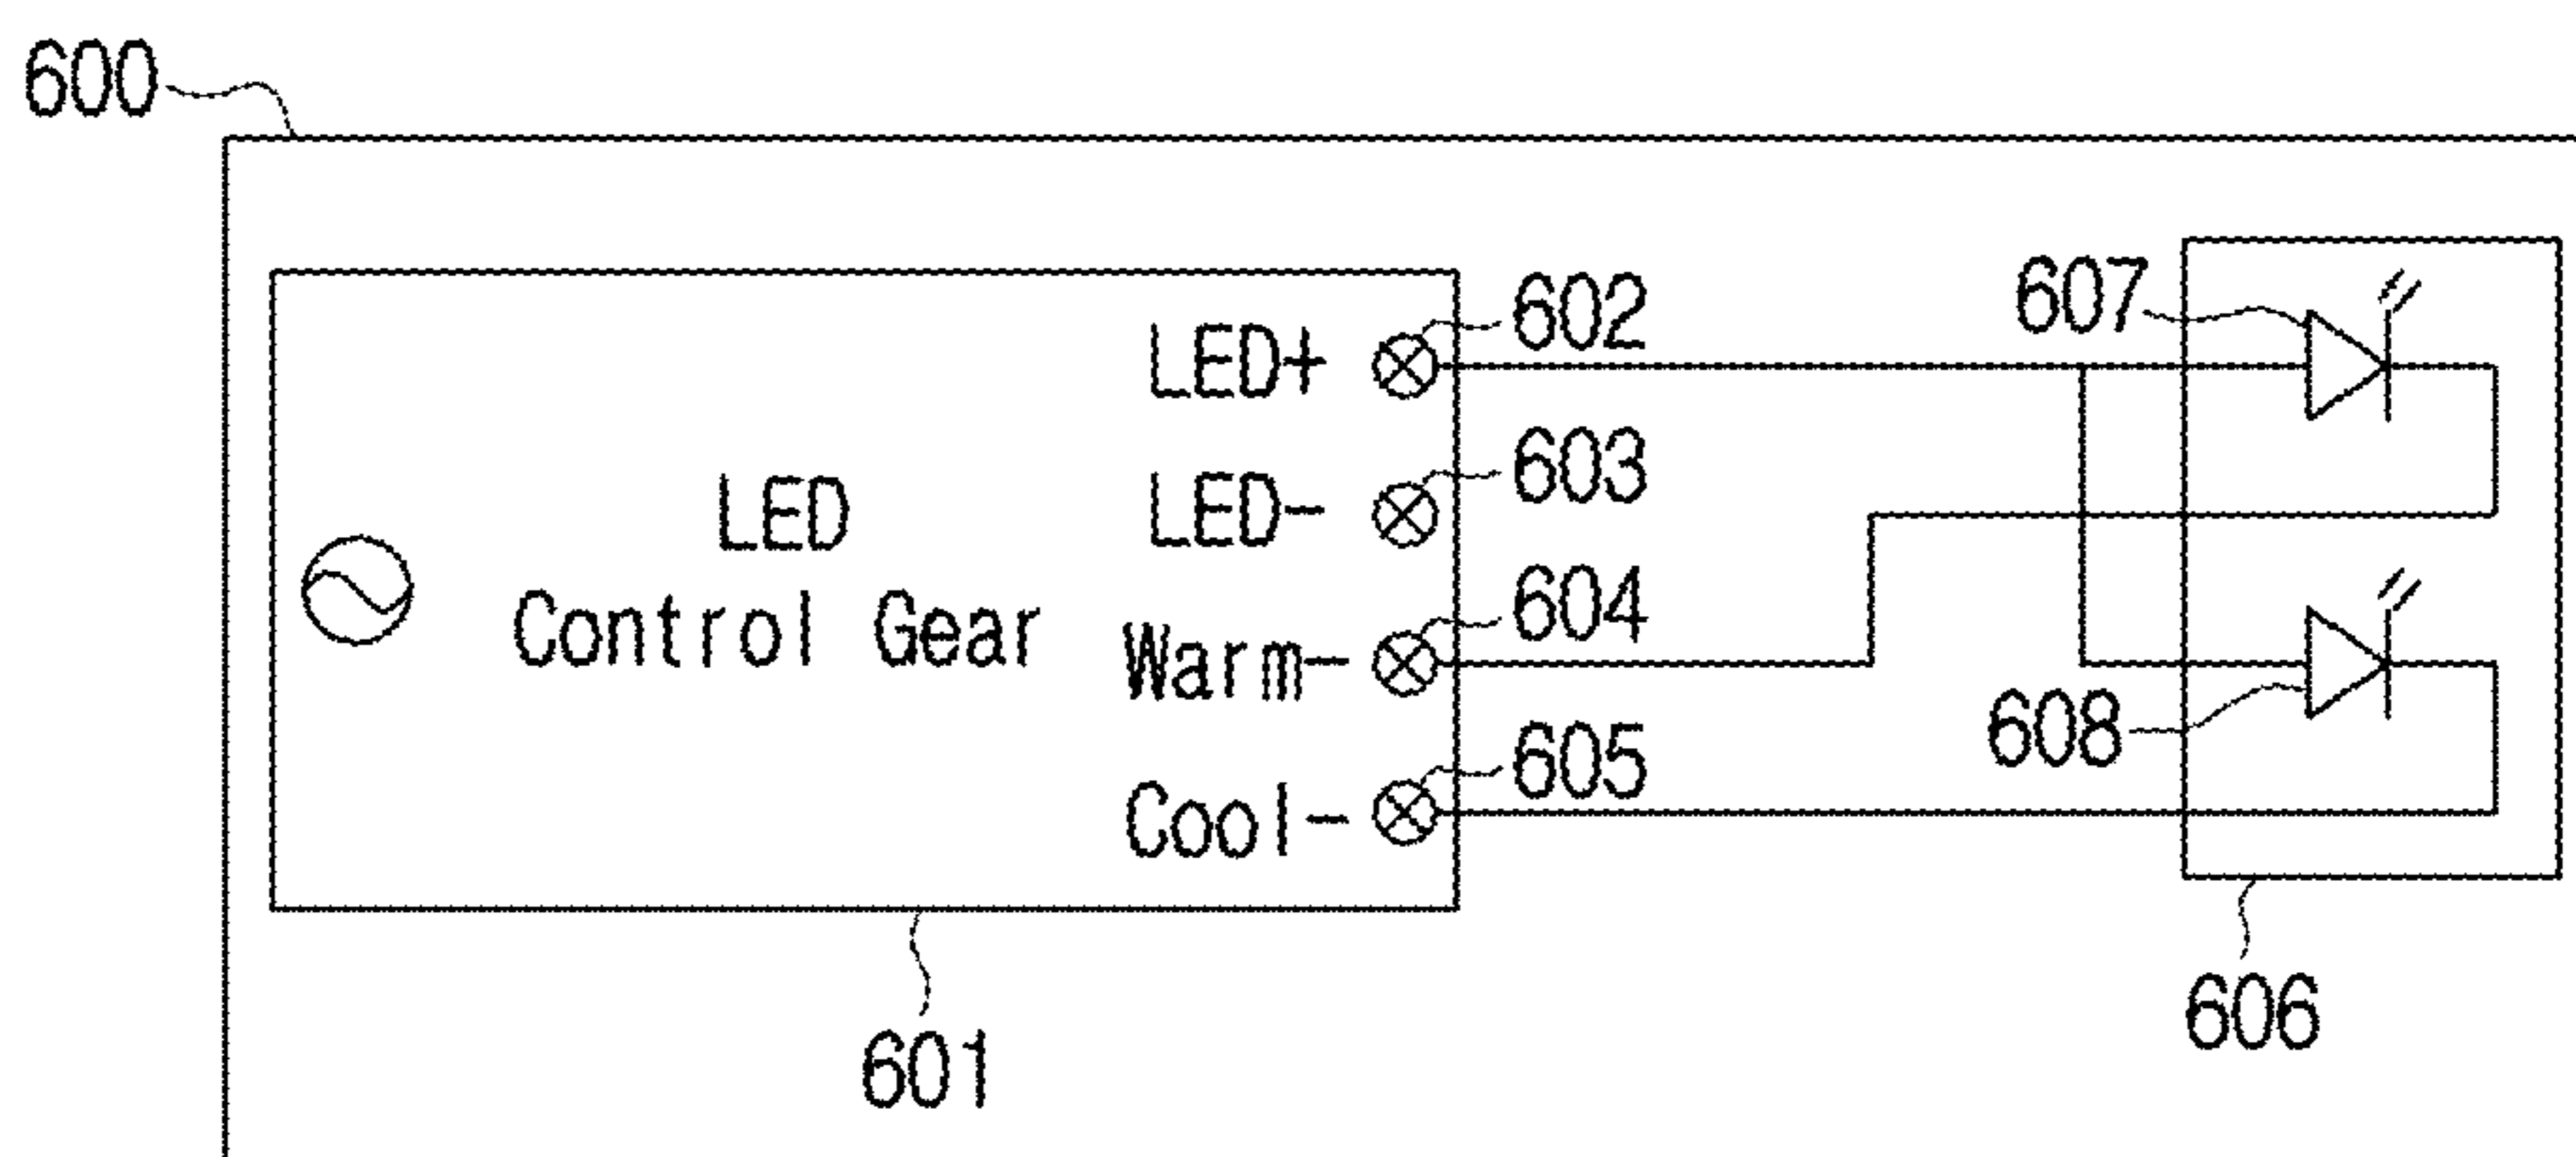 600
LED+ 602
607
LED- 603
LED
Control Gear
Warm- 604
608
Cool- 605
606
601